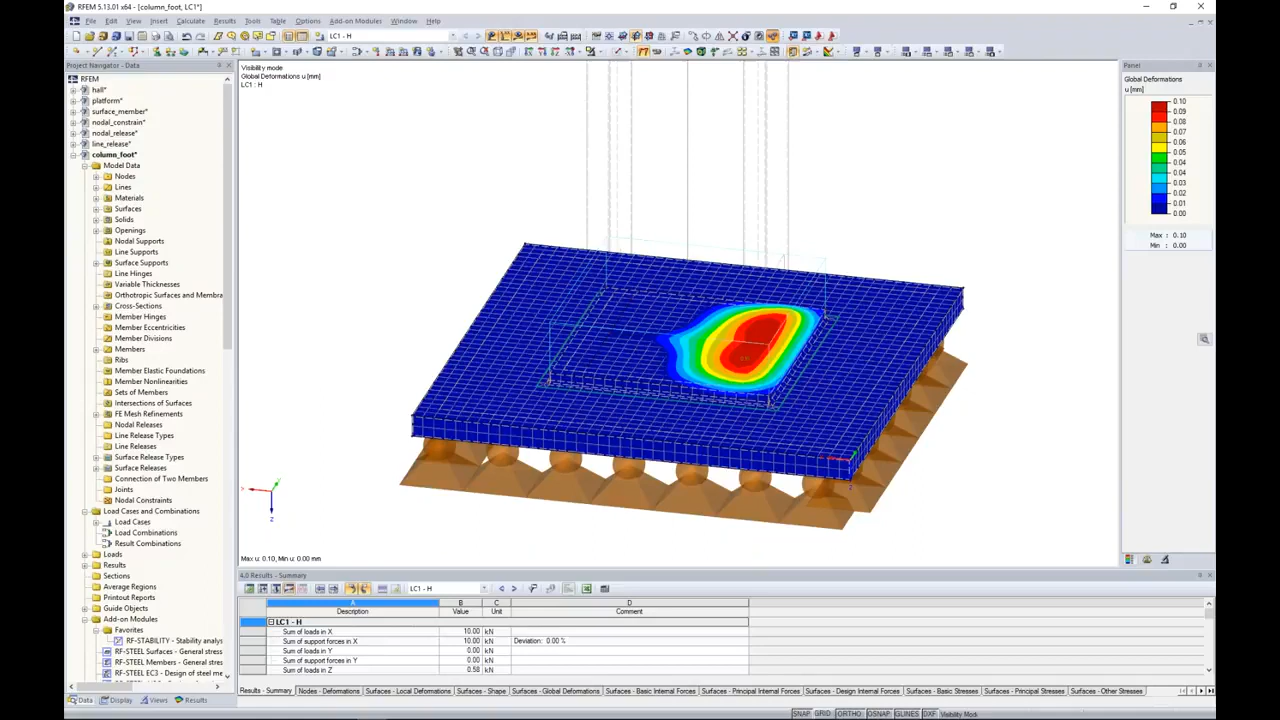 RFEM 5.13.01 x64 - [column_foot, LC1*]
File Edit View Insert Calculate Results Tools Table Options Add-on Modules Window Help
LC1 - H
Project Navigator - Data
RFEM
hall*
platform*
surface_member*
nodal_constrain*
nodal_release*
line_release*
column_foot*
Model Data
Nodes
Lines
Materials
Surfaces
Solids
Openings
Nodal Supports
Line Supports
Surface Supports
Line Hinges
Variable Thicknesses
Orthotropic Surfaces and Membra
Cross-Sections
Member Hinges
Member Eccentricities
Member Divisions
Members
Ribs
Member Elastic Foundations
Member Nonlinearities
Sets of Members
Intersections of Surfaces
FE Mesh Refinements
Nodal Releases
Line Release Types
Line Releases
Surface Release Types
Surface Releases
Connection of Two Members
Joints
Nodal Constraints
Load Cases and Combinations
Load Cases
Load Combinations
Result Combinations
Loads
Results
Sections
Average Regions
Printout Reports
Guide Objects
Add-on Modules
Favorites
RF-STABILITY - Stability analys
RF-STEEL Surfaces - General stress
RF-STEEL Members - General stres
RF-STEEL EC3 - Design of steel me
Data Display Views Results
Visibility mode
Global Deformations u [mm]
LC1 : H
Z
Max u: 0.10, Min u: 0.00 mm
Panel
Global Deformations
u [mm]
0.10
0.09
0.08
0.07
0.06
0.05
0.04
0.03
0.02
0.01
0.00
Max : 0.10
Min : 0.00
4.0 Results - Summary
LC1 - H
A B C D
Description Value Unit Comment
LC1 - H
Sum of loads in X 10.00 kN
Sum of support forces in X 10.00 kN Deviation: 0.00 %
Sum of loads in Y 0.00 kN
Sum of support forces in Y 0.00 kN
Sum of loads in Z 0.58 kN
Results - Summary Nodes - Deformations Surfaces - Local Deformations Surfaces - Shape Surfaces - Global Deformations Surfaces - Basic Internal Forces Surfaces - Principal Internal Forces Surfaces - Design Internal Forces Surfaces - Basic Stresses Surfaces - Principal Stresses Surfaces - Other Stresses
SNAP GRID ORTHO OSNAP GLINES DXF Visibility Mode